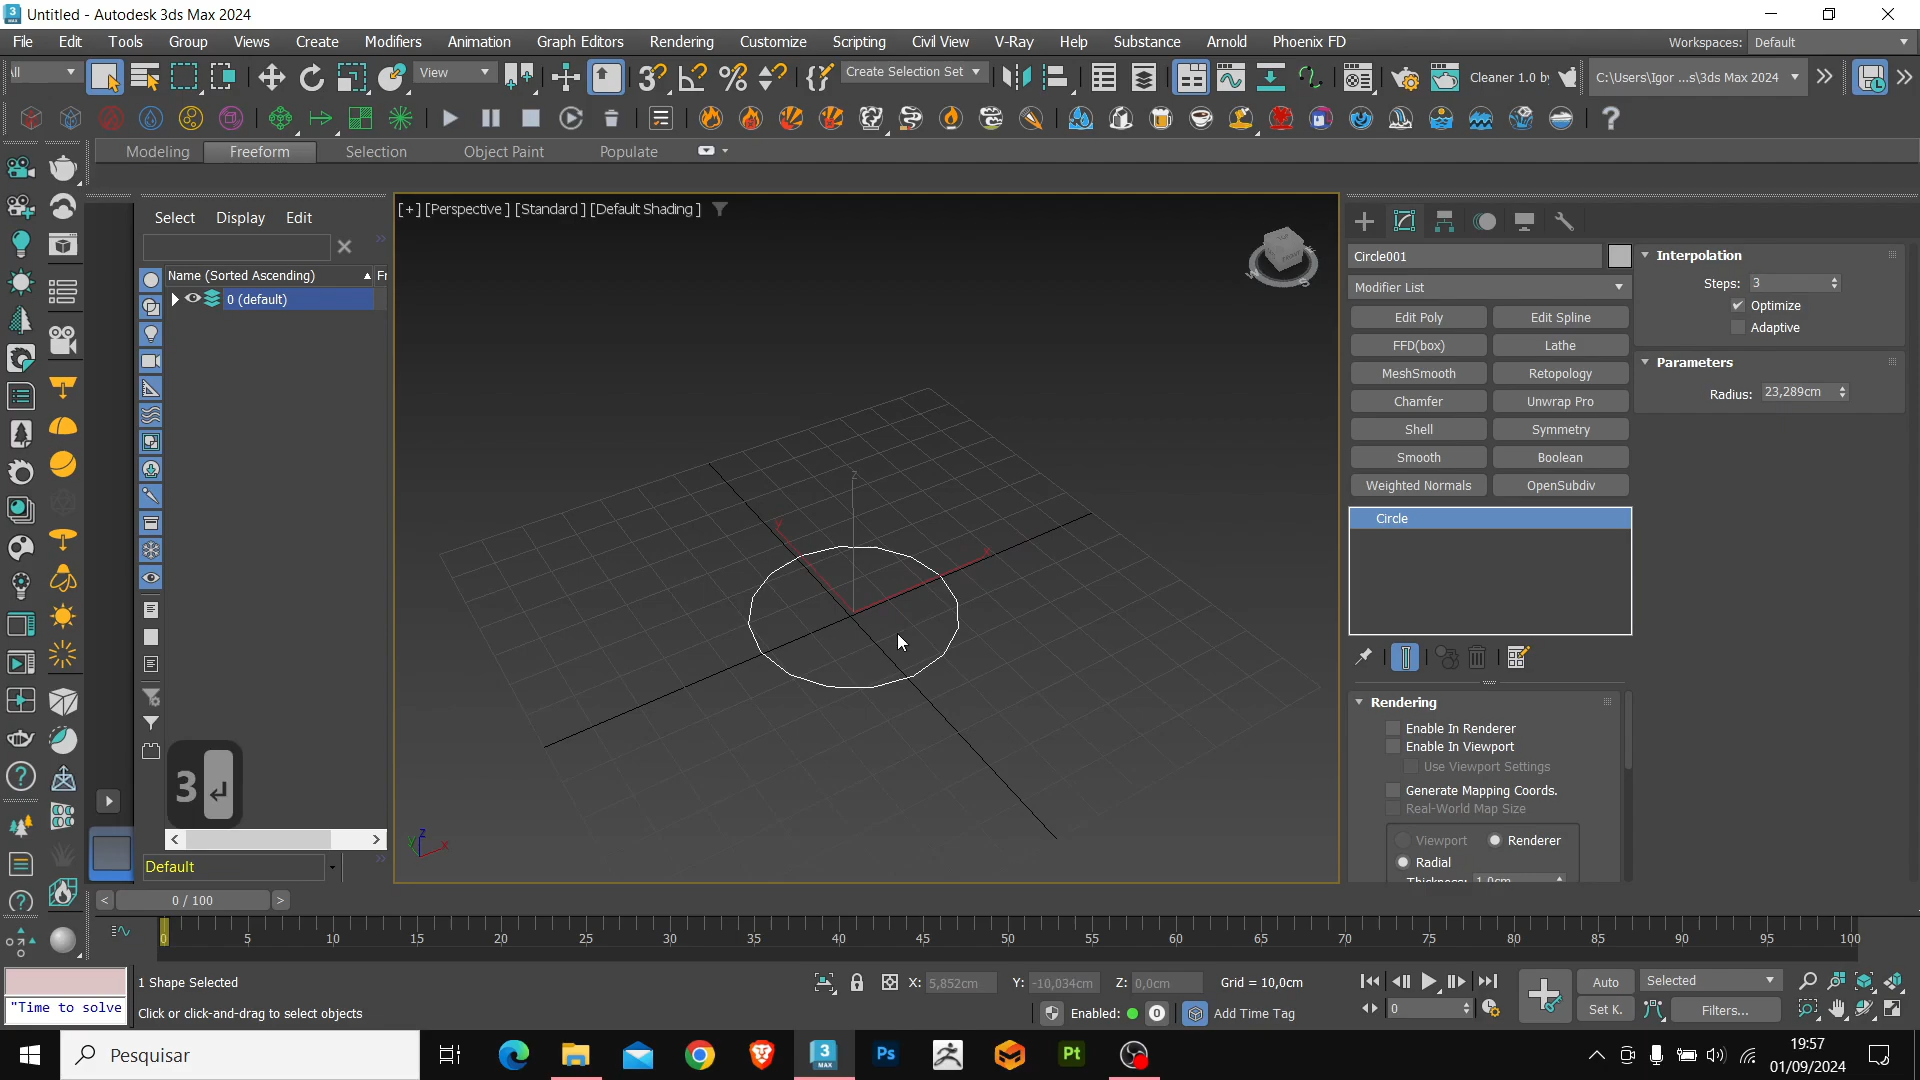 Untitled - Autodesk 3ds Max 2024
File Edit Tools Group Views Create Modifiers Animation Graph Editors Rendering Customize Scripting Civil View V-Ray Help Substance Arnold Phoenix FD Workspaces: Default
View Create Selection Set Cleaner 1.0 by C:\Users\Igor ...s\3ds Max 2024
Modeling Freeform Selection Object Paint Populate
Select Display Edit
[+] [Perspective ] [Standard ] [Default Shading ]
Name (Sorted Ascending) Fr
0 (default)
Circle001
Modifier List
Edit Poly Edit Spline
FFD(box) Lathe
MeshSmooth Retopology
Chamfer Unwrap Pro
Shell Symmetry
Smooth Boolean
Weighted Normals OpenSubdiv
Circle
Interpolation
Steps: 3
Optimize
Adaptive
Parameters
Radius: 23,289cm
Rendering
Enable In Renderer
Enable In Viewport
Use Viewport Settings
Generate Mapping Coords.
Real-World Map Size
Viewport Renderer
Radial
Thickness: 1,0cm
z
y
x
z
y x
3
Default
0 / 100
0 5 10 15 20 25 30 35 40 45 50 55 60 65 70 75 80 85 90 95 100
1 Shape Selected
X: 5,852cm Y: -10,034cm Z: 0,0cm Grid = 10,0cm
"Time to solve
Click or click-and-drag to select objects
Enabled: 0 Add Time Tag
0
Auto Selected
Set K. Filters...
Pesquisar
3 MAX Ps Pt
19:57
01/09/2024